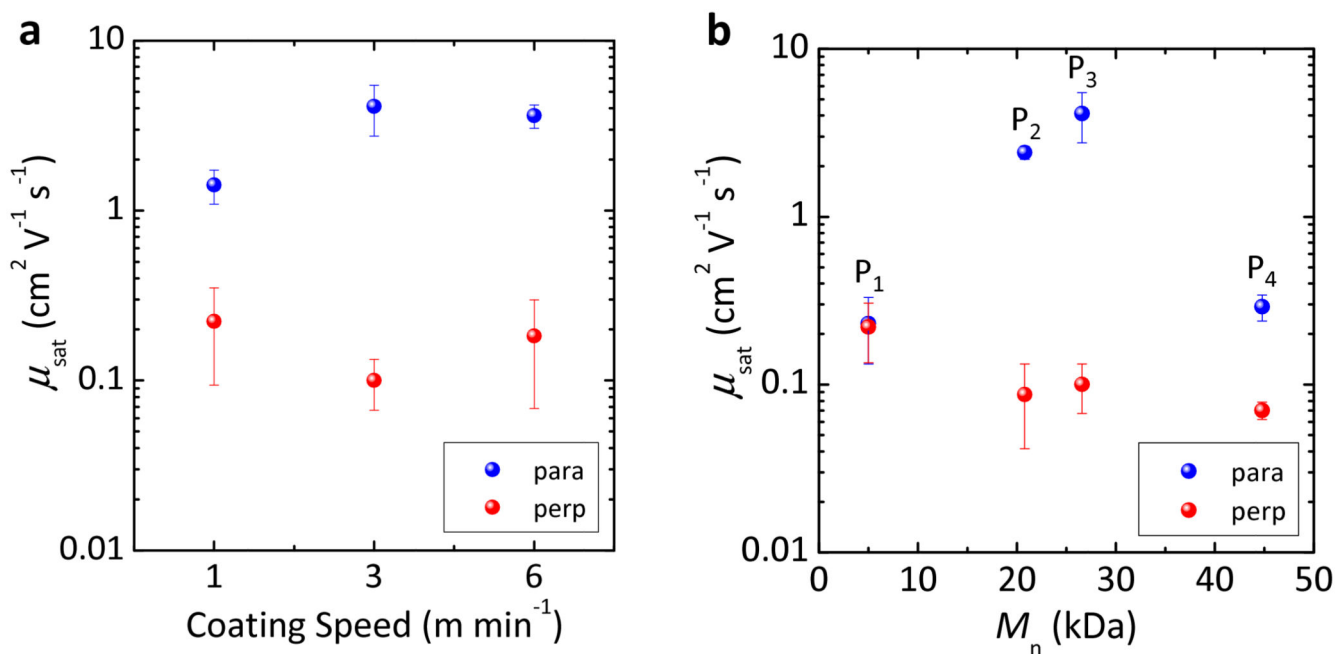 a
10
1
0.1
0.01
μsat (cm2 V-1 s-1)
para
perp
1 3 6
Coating Speed (m min-1)
b
10
1
0.1
0.01
μsat (cm2 V-1 s-1)
P1
P2
P3
P4
para
perp
0 10 20 30 40 50
Mn (kDa)